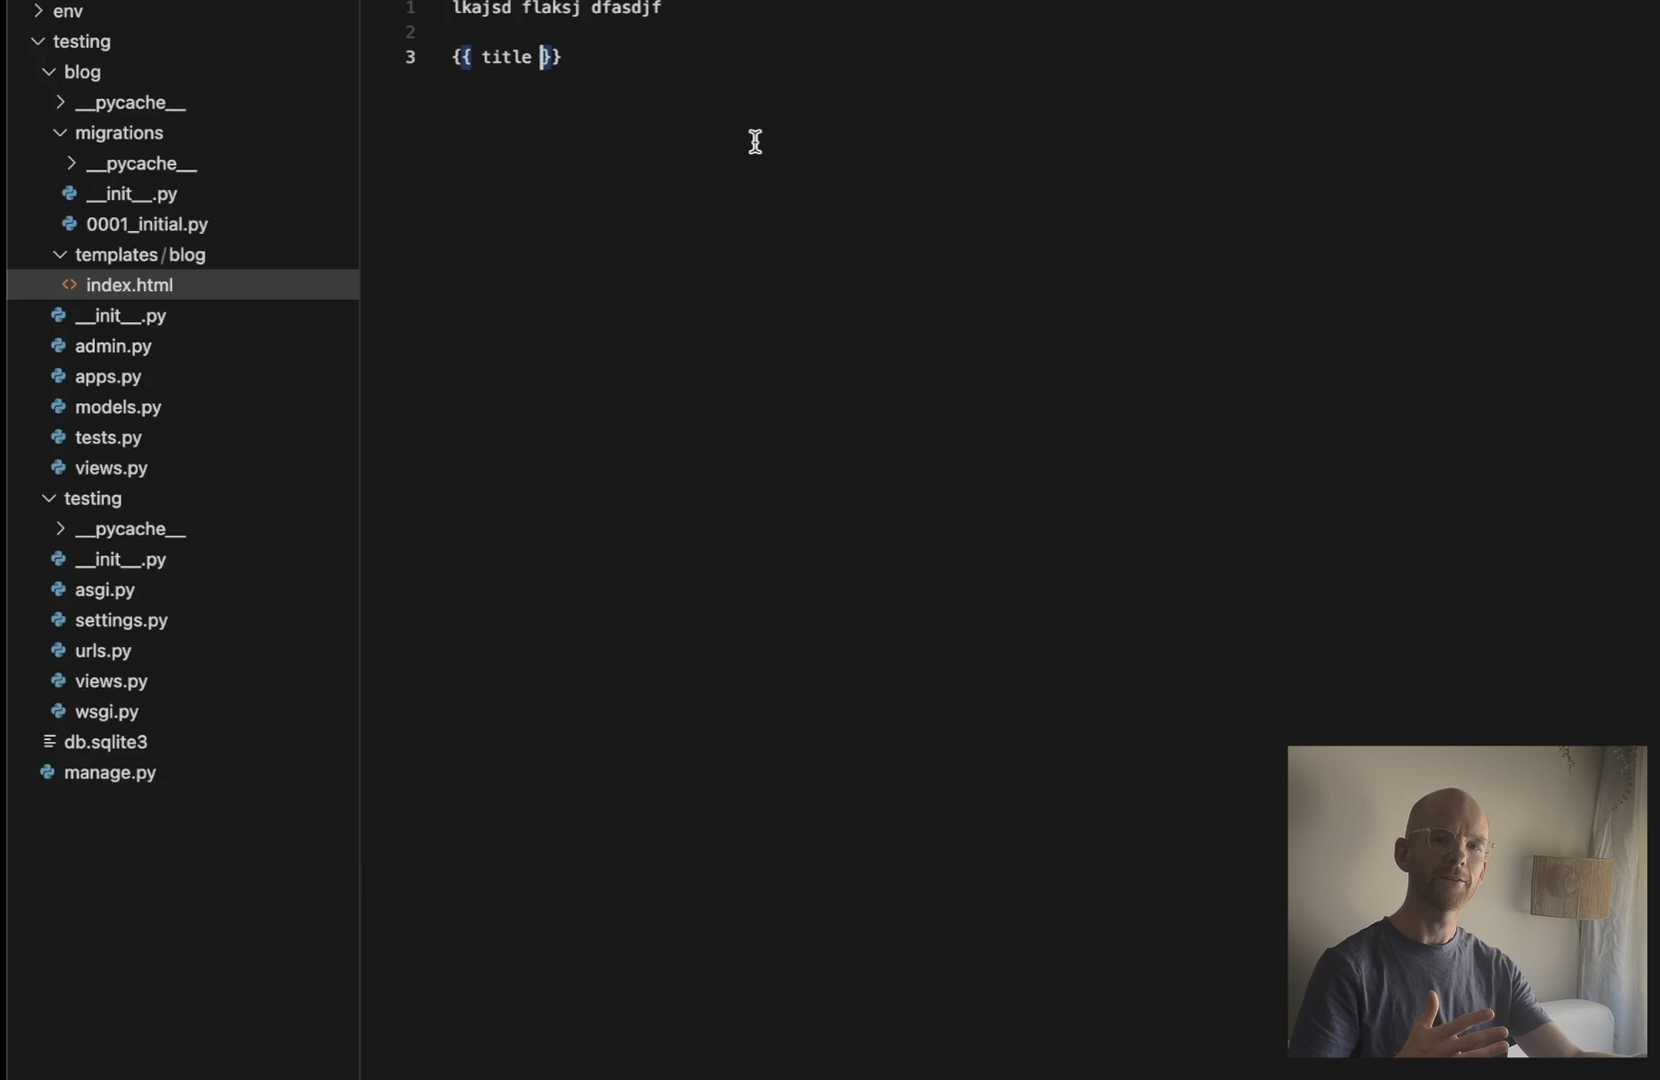 env
testing
blog
__pycache__
migrations
__pycache__
__init__.py
0001_initial.py
templates/blog
index.html
__init__.py
admin.py
apps.py
models.py
tests.py
views.py
testing
__pycache__
__init__.py
asgi.py
settings.py
urls.py
views.py
wsgi.py
db.sqlite3
manage.py
1 lkajsd flaksj dfasdjf
2
3 {{ title }}